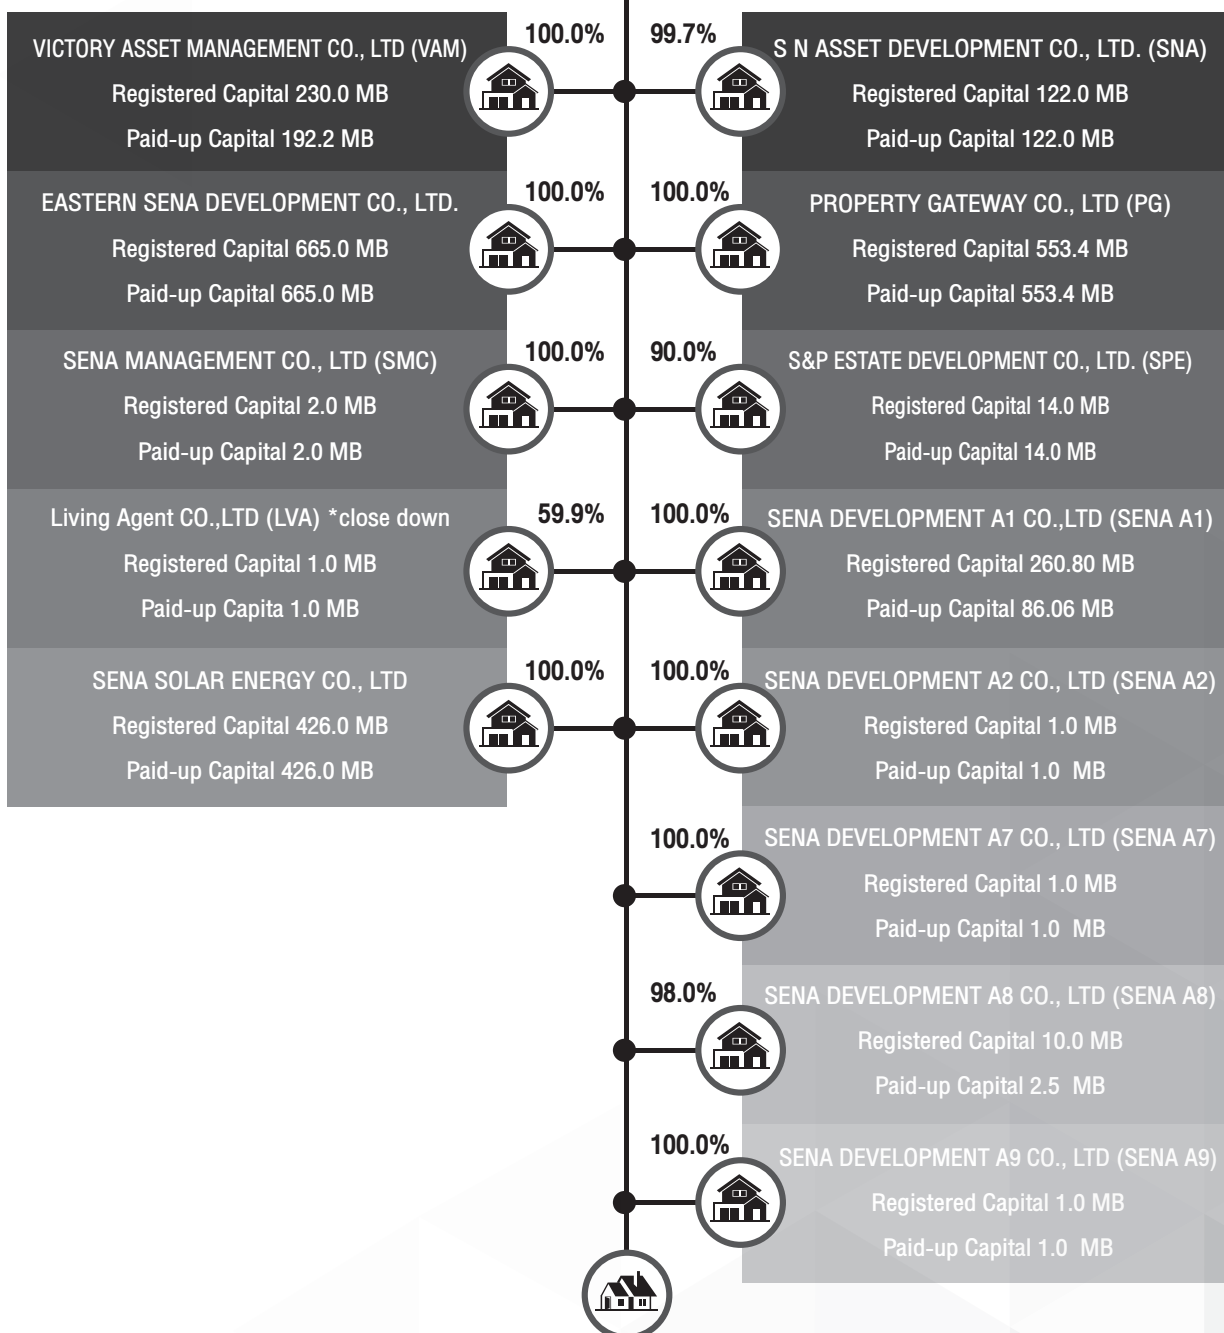 100.0%
VICTORY ASSET MANAGEMENT CO., LTD (VAM)
Registered Capital 230.0 MB
Paid-up Capital 192.2 MB
99.7%
S N ASSET DEVELOPMENT CO., LTD. (SNA)
Registered Capital 122.0 MB
Paid-up Capital 122.0 MB
100.0%
EASTERN SENA DEVELOPMENT CO., LTD.
Registered Capital 665.0 MB
Paid-up Capital 665.0 MB
100.0%
PROPERTY GATEWAY CO., LTD (PG)
Registered Capital 553.4 MB
Paid-up Capital 553.4 MB
100.0%
SENA MANAGEMENT CO., LTD (SMC)
Registered Capital 2.0 MB
Paid-up Capital 2.0 MB
90.0%
S&P ESTATE DEVELOPMENT CO., LTD. (SPE)
Registered Capital 14.0 MB
Paid-up Capital 14.0 MB
59.9%
Living Agent CO.,LTD (LVA) *close down
Registered Capital 1.0 MB
Paid-up Capita 1.0 MB
100.0%
SENA DEVELOPMENT A1 CO.,LTD (SENA A1)
Registered Capital 260.80 MB
Paid-up Capital 86.06 MB
100.0%
SENA SOLAR ENERGY CO., LTD
Registered Capital 426.0 MB
Paid-up Capital 426.0 MB
100.0%
SENA DEVELOPMENT A2 CO., LTD (SENA A2)
Registered Capital 1.0 MB
Paid-up Capital 1.0 MB
100.0%
SENA DEVELOPMENT A7 CO., LTD (SENA A7)
Registered Capital 1.0 MB
Paid-up Capital 1.0 MB
98.0%
SENA DEVELOPMENT A8 CO., LTD (SENA A8)
Registered Capital 10.0 MB
Paid-up Capital 2.5 MB
100.0%
SENA DEVELOPMENT A9 CO., LTD (SENA A9)
Registered Capital 1.0 MB
Paid-up Capital 1.0 MB